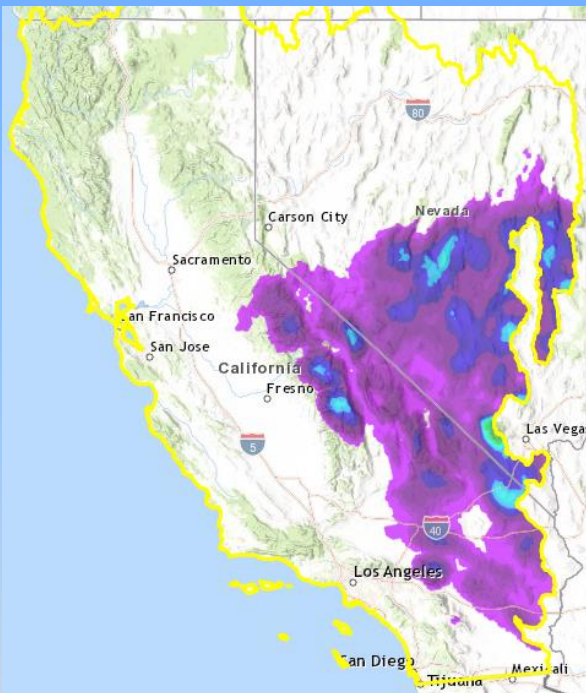 80
Nevada
Carson City
Sacramento
San Francisco
San Jose
California
Fresno
5
Las Vegas
40
Los Angeles
San Diego
Tijuana
Mexicali